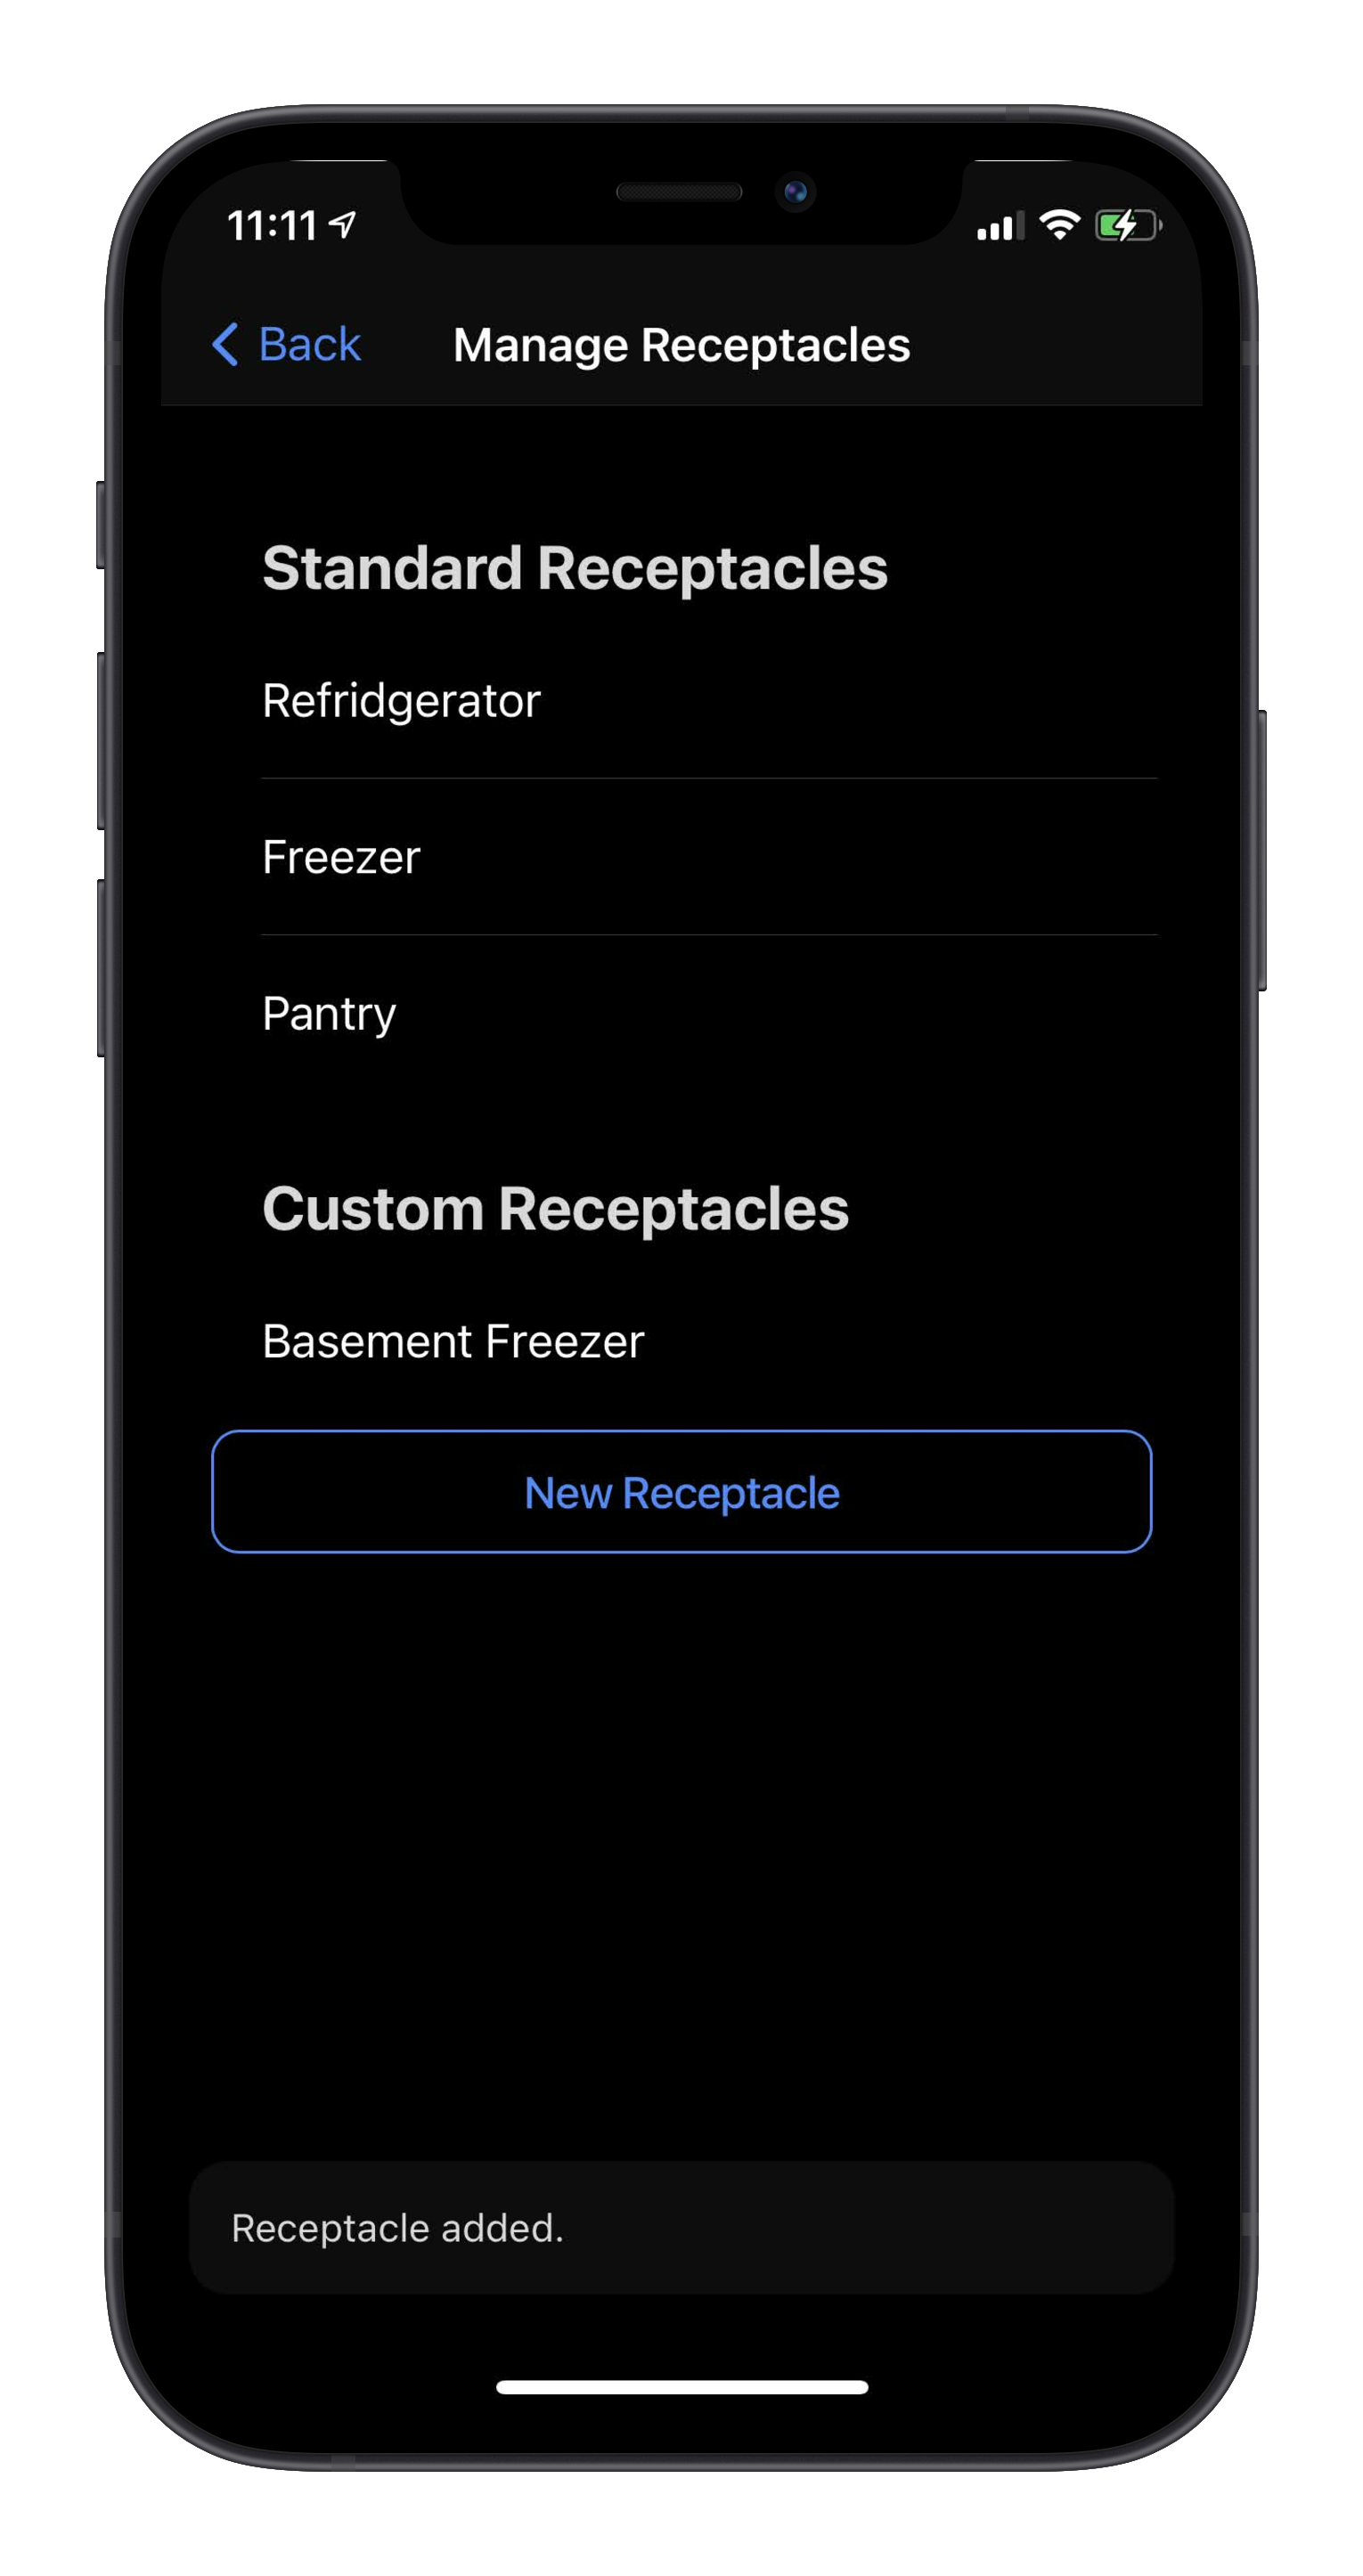 11:11
Back
Manage Receptacles
Standard Receptacles
Refridgerator
Freezer
Pantry
Custom Receptacles
Basement Freezer
New Receptacle
Receptacle added.